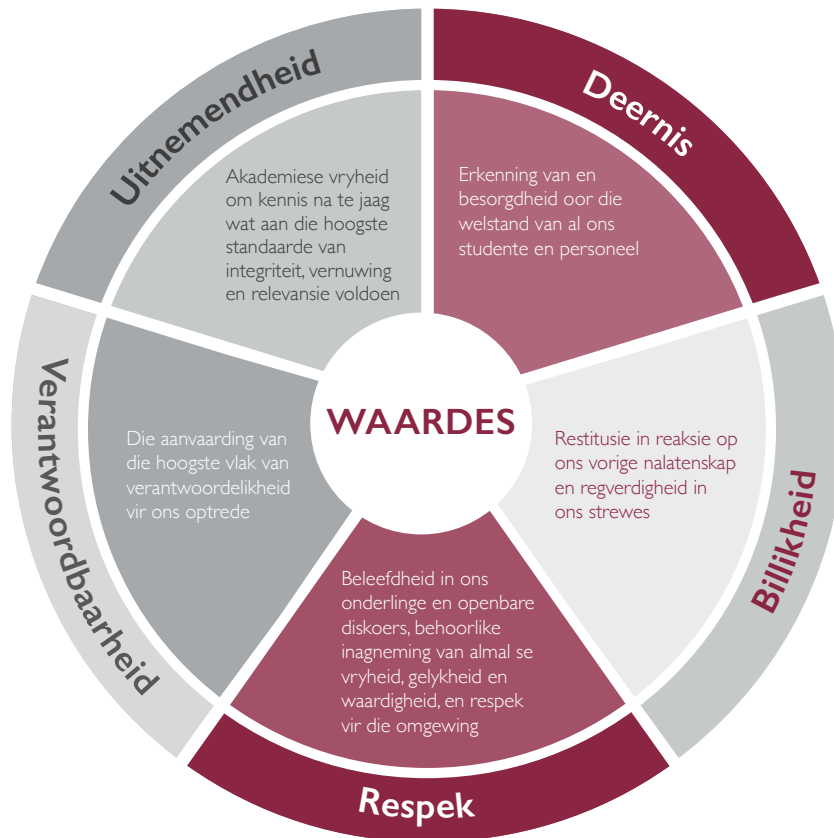 WAARDES
Uitnemendheid
Akademiese vryheid
om kennis na te jaag
wat aan die hoogste
standaarde van
integriteit, vernuwing
en relevansie voldoen
Deernis
Erkenning van en
besorgdheid oor die
welstand van al ons
studente en personeel
Billikheid
Restitusie in reaksie op
ons vorige nalatenskap
en regverdigheid in
ons strewes
Respek
Beleefdheid in ons
onderlinge en openbare
diskoers, behoorlike
inagneming van almal se
vryheid, gelykheid en
waardigheid, en respek
vir die omgewing
Verantwoordbaarheid
Die aanvaarding van
die hoogste vlak van
verantwoordelikheid
vir ons optrede